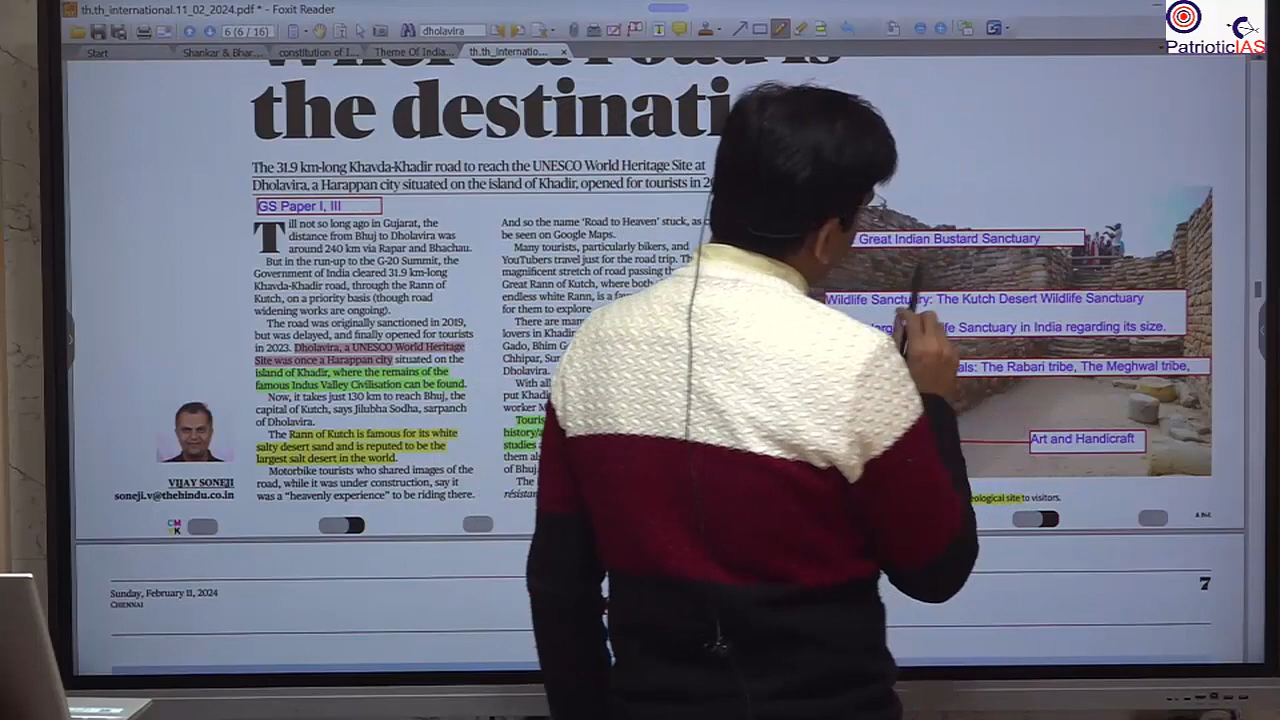 th.th_international.11_02_2024.pdf * - Foxit Reader
6 (6 / 16)
dholavira
Start
Shankar & Bhar...
constitution of I...
Theme Of India...
th.th_internatio...
PatrioticIAS
Where a road is
the destinati
The 31.9 km-long Khavda-Khadir road to reach the UNESCO World Heritage Site at
Dholavira, a Harappan city situated on the island of Khadir, opened for tourists in 20
GS Paper I, III
Till not so long ago in Gujarat, the
distance from Bhuj to Dholavira was
around 240 km via Rapar and Bhachau.
But in the run-up to the G-20 Summit, the
Government of India cleared 31.9 km-long
Khavda-Khadir road, through the Rann of
Kutch, on a priority basis (though road
widening works are ongoing).
The road was originally sanctioned in 2019,
but was delayed, and finally opened for tourists
in 2023. Dholavira, a UNESCO World Heritage
Site was once a Harappan city situated on the
island of Khadir, where the remains of the
famous Indus Valley Civilisation can be found.
Now, it takes just 130 km to reach Bhuj, the
capital of Kutch, says Jilubha Sodha, sarpanch
of Dholavira.
The Rann of Kutch is famous for its white
salty desert sand and is reputed to be the
largest salt desert in the world.
Motorbike tourists who shared images of the
road, while it was under construction, say it
was a “heavenly experience” to be riding there.
VIJAY SONEJI
soneji.v@thehindu.co.in
And so the name ‘Road to Heaven’ stuck, as c
be seen on Google Maps.
Many tourists, particularly bikers, and
YouTubers travel just for the road trip. Th
magnificent stretch of road passing th
Great Rann of Kutch, where both
endless white Rann, is a fa
for them to explore
There are man
lovers in Khadi
Gado, Bhim G
Chhipar, Su
Dholavira.
With all
put Khadi
worker M
Touris
history/a
studies a
them als
of Bhuj.
The
résistan
Great Indian Bustard Sanctuary
Wildlife Sanctuary: The Kutch Desert Wildlife Sanctuary
larg
fe Sanctuary in India regarding its size.
als: The Rabari tribe, The Meghwal tribe,
Art and Handicraft
eological site to visitors.
CM
YK
Sunday, February 11, 2024
CHENNAI
7